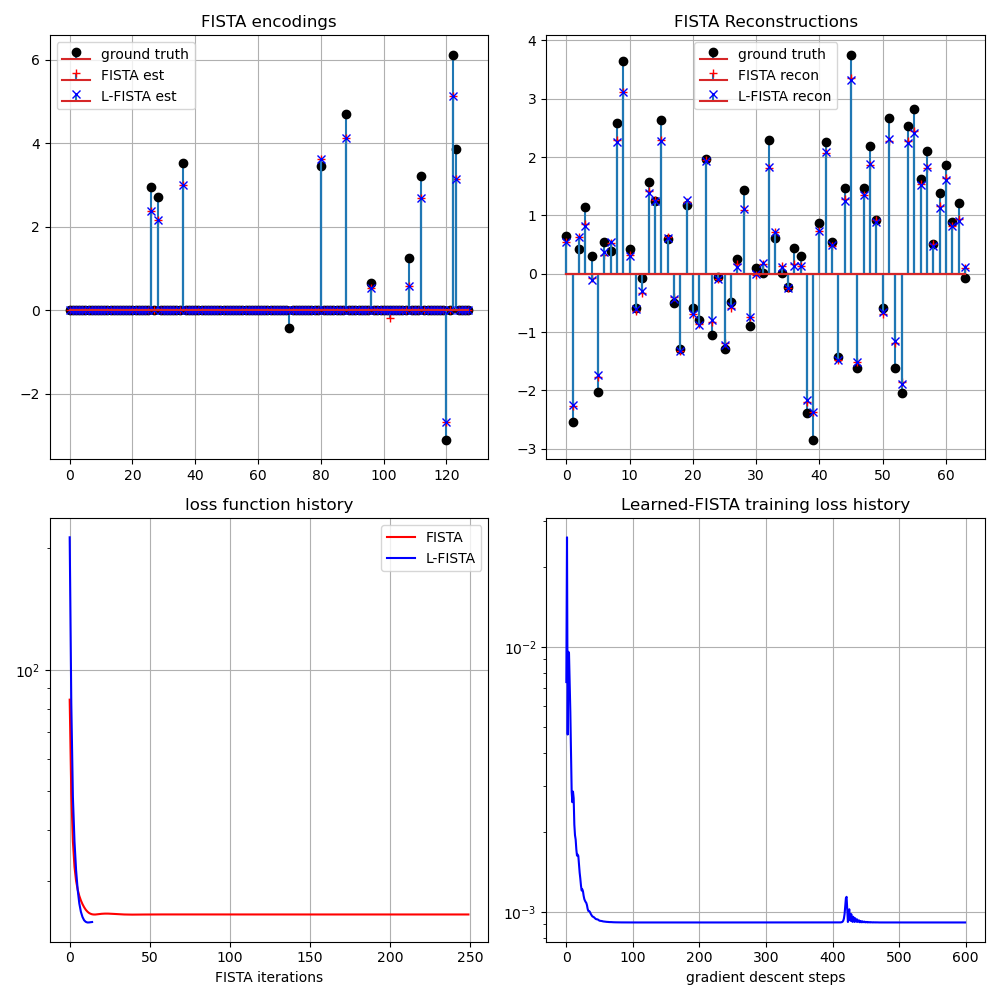 FISTA encodings
ground truth
FISTA est
L-FISTA est
6
4
2
0
−2
0 20 40 60 80 100 120
FISTA Reconstructions
ground truth
FISTA recon
L-FISTA recon
4
3
2
1
0
−1
−2
−3
0 10 20 30 40 50 60
loss function history
FISTA
L-FISTA
10²
0 50 100 150 200 250
FISTA iterations
Learned-FISTA training loss history
10⁻²
10⁻³
0 100 200 300 400 500 600
gradient descent steps